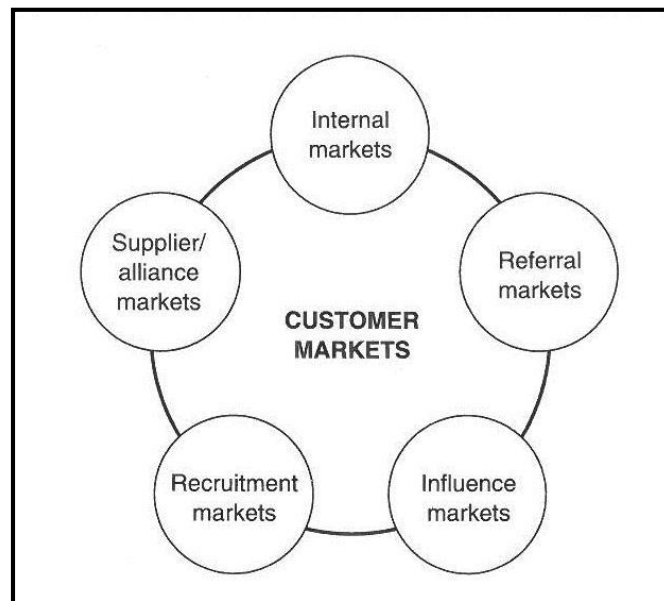 Internal
markets
Supplier/
alliance
markets
Referral
markets
CUSTOMER
MARKETS
Recruitment
markets
Influence
markets